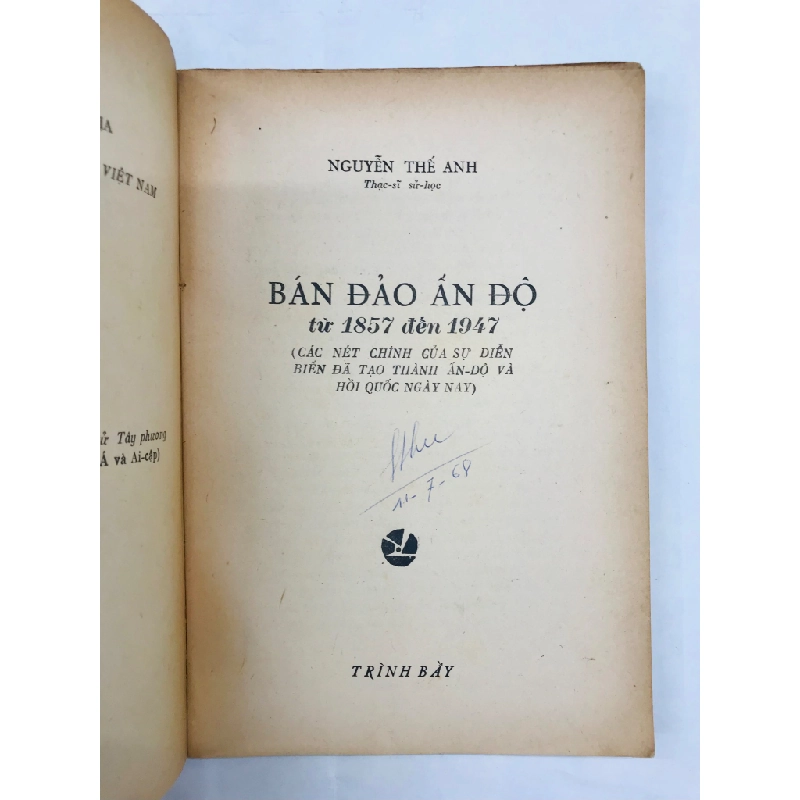 VIỆT NAM
sử Tây phương
Á và Ai-cập)
NGUYỄN THẾ ANH
Thạc-sĩ sử-học
BÁN ĐẢO ẤN ĐỘ
từ 1857 đến 1947
(CÁC NÉT CHÍNH CỦA SỰ DIỄN
BIẾN ĐÃ TẠO THÀNH ẤN-ĐỘ VÀ
HỒI QUỐC NGÀY NAY)
11-7-69
TRÌNH BẦY